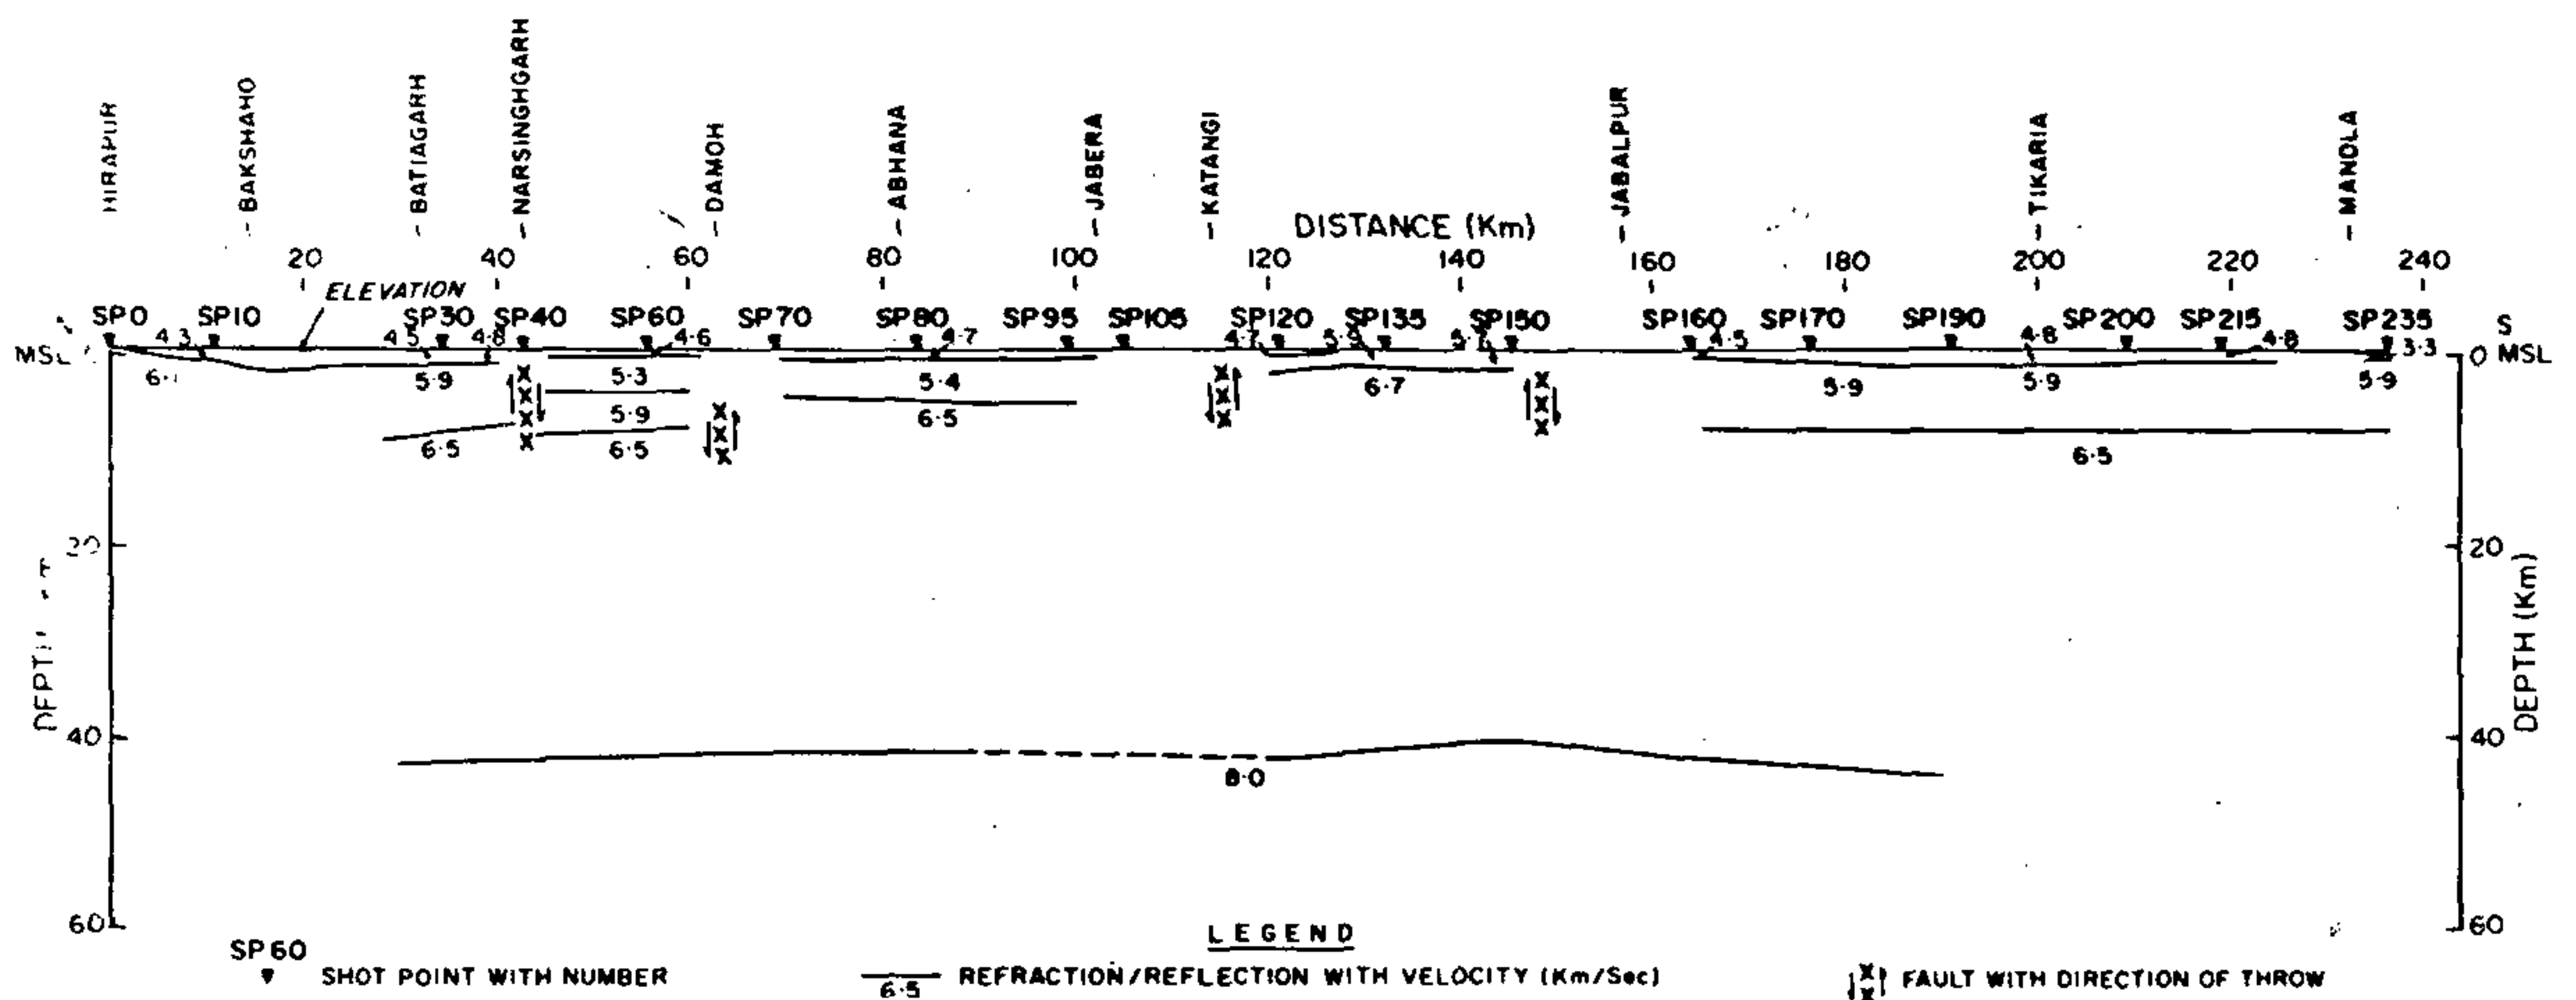 HIRAPUR
BAKSHAHO
BATIAGARH
NARSINGHGARH
DAMOH
ABHANA
JABERA
KATANGI
JABALPUR
TIKARIA
MANDLA
DISTANCE (Km)
20 40 60 80 100 120 140 160 180 200 220 240
ELEVATION
SP0 SP10 SP30 SP40 SP60 SP70 SP80 SP95 SP105 SP120 SP135 SP150 SP160 SP170 SP190 SP200 SP215 SP235 S
4.3 4.5 4.8 4.6 4.7 4.7 4.5 4.8 4.8 3.3
MSL 0 MSL
5.9 5.3 5.4 6.7 5.9 5.9 5.9
5.9 6.5
6.5 6.5 6.5
20 20
DEPTH (Km)
40 40
8.0
60 60
LEGEND
SP60
SHOT POINT WITH NUMBER
6.5
REFRACTION/REFLECTION WITH VELOCITY (Km/Sec)
FAULT WITH DIRECTION OF THROW